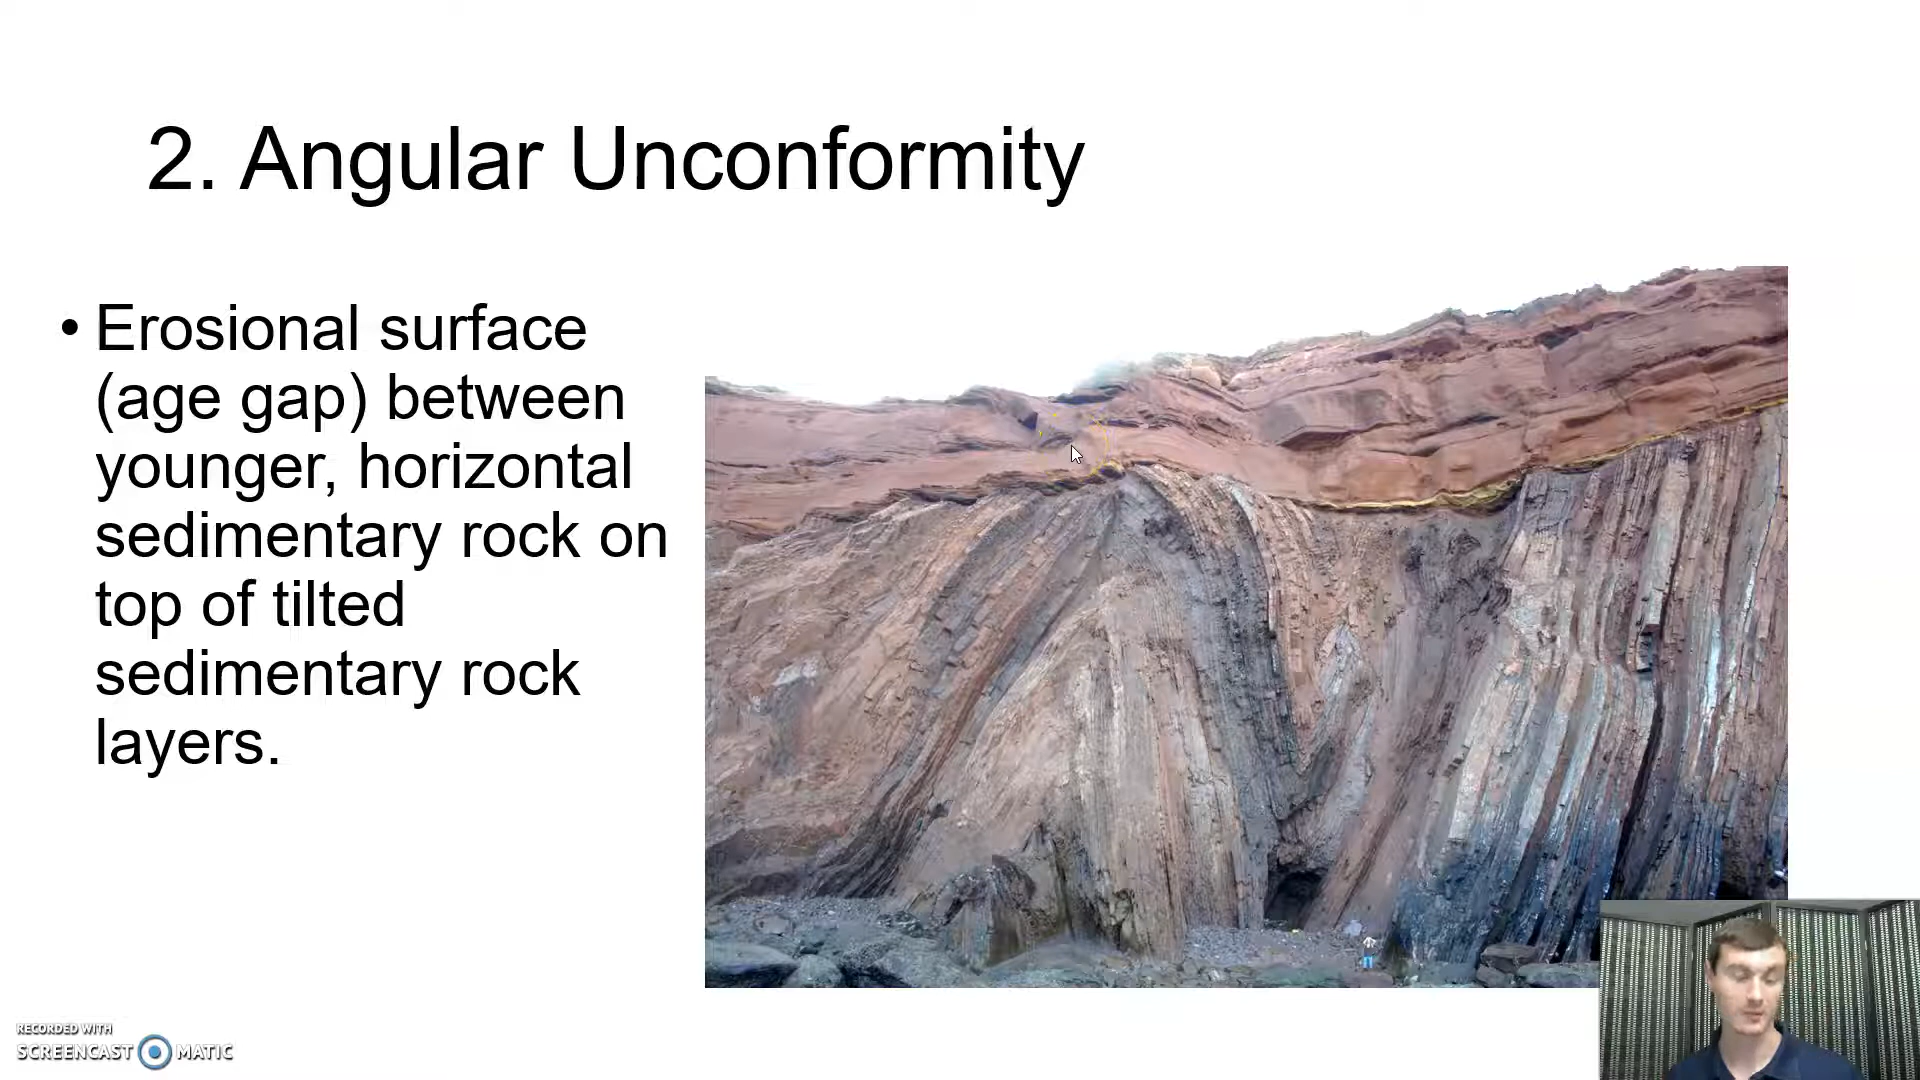 2. Angular Unconformity
• Erosional surface
(age gap) between
younger, horizontal
sedimentary rock on
top of tilted
sedimentary rock
layers.
RECORDED WITH
SCREENCAST MATIC